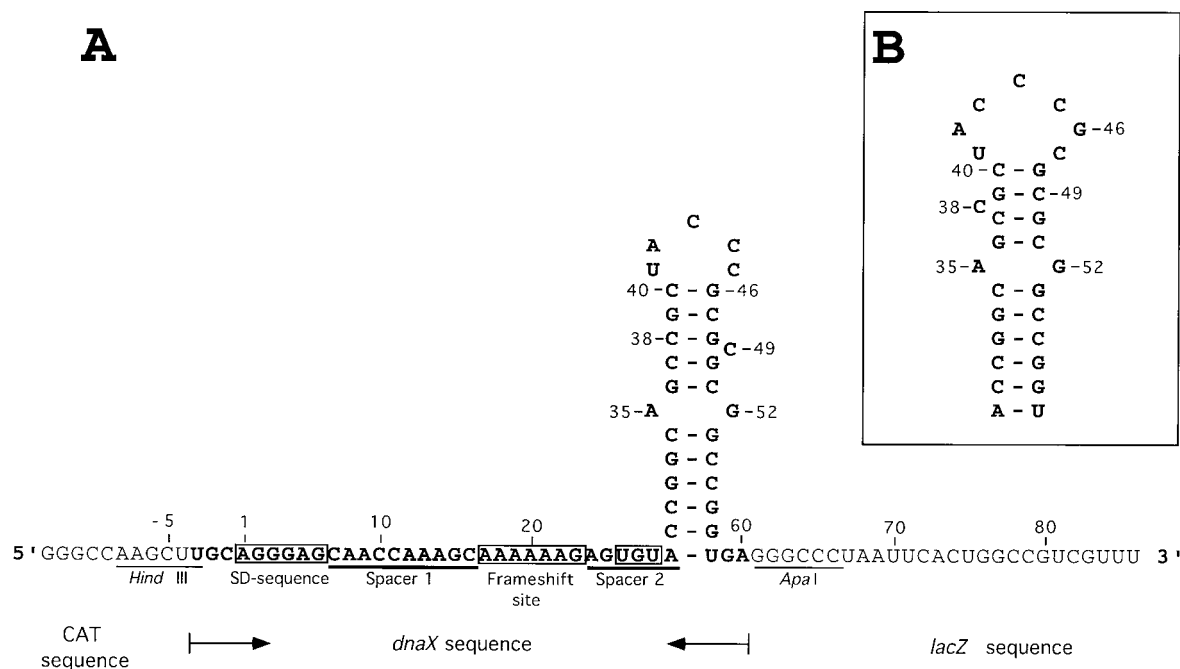 A
C
A C
U C
40 - C - G - 46
G - C
38 - C - G
C - 49
C - G
G - C
35 - A G - 52
C - G
G - C
G - C
C - G
C - G
- 5 1 10 20 60 70 80
5 ' GGGCCAAGCUUGCAGGGAGCAACCAAAGCAAAAAAGAGUGUA - UGAGGGCCCUAAUUCACUGGCCGUCGUUU 3 '
Hind III SD-sequence Spacer 1 Frameshift site Spacer 2 Apa I
CAT sequence dnaX sequence lacZ sequence
B
C
C C
A G - 46
U C
40 - C - G
G - C - 49
38 - C
C - G
G - C
35 - A G - 52
C - G
G - C
G - C
C - G
C - G
A - U